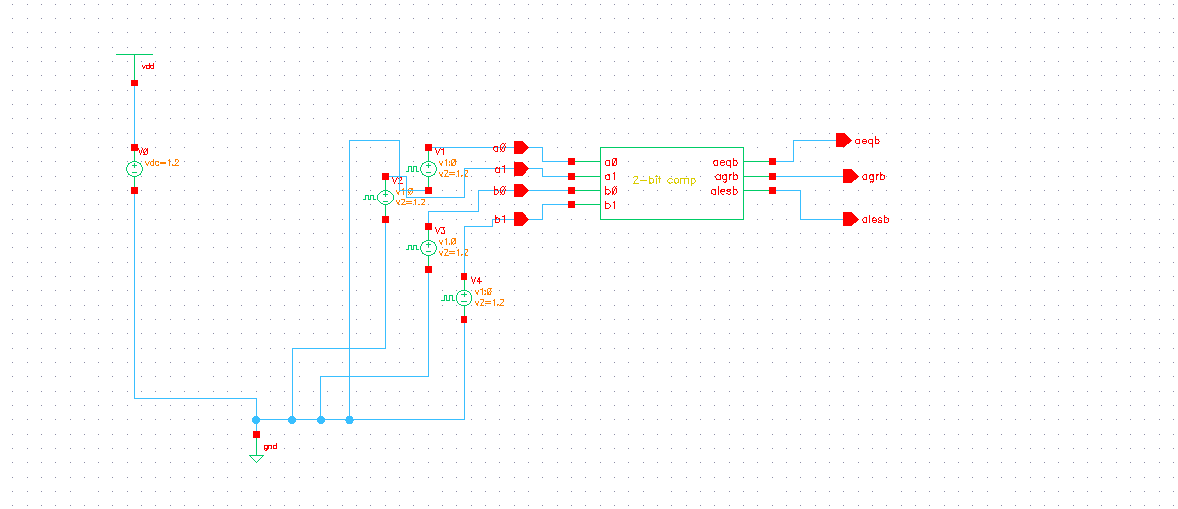 vdd
V0
vdc=1.2
V1
v1:0
v2=1.2
V2
v1:0
v2=1.2
V3
v1:0
v2=1.2
V4
v1:0
v2=1.2
a0
a1
b0
b1
a0
a1
b0
b1
2-bit comp
aeqb
agrb
alesb
aeqb
agrb
alesb
gnd